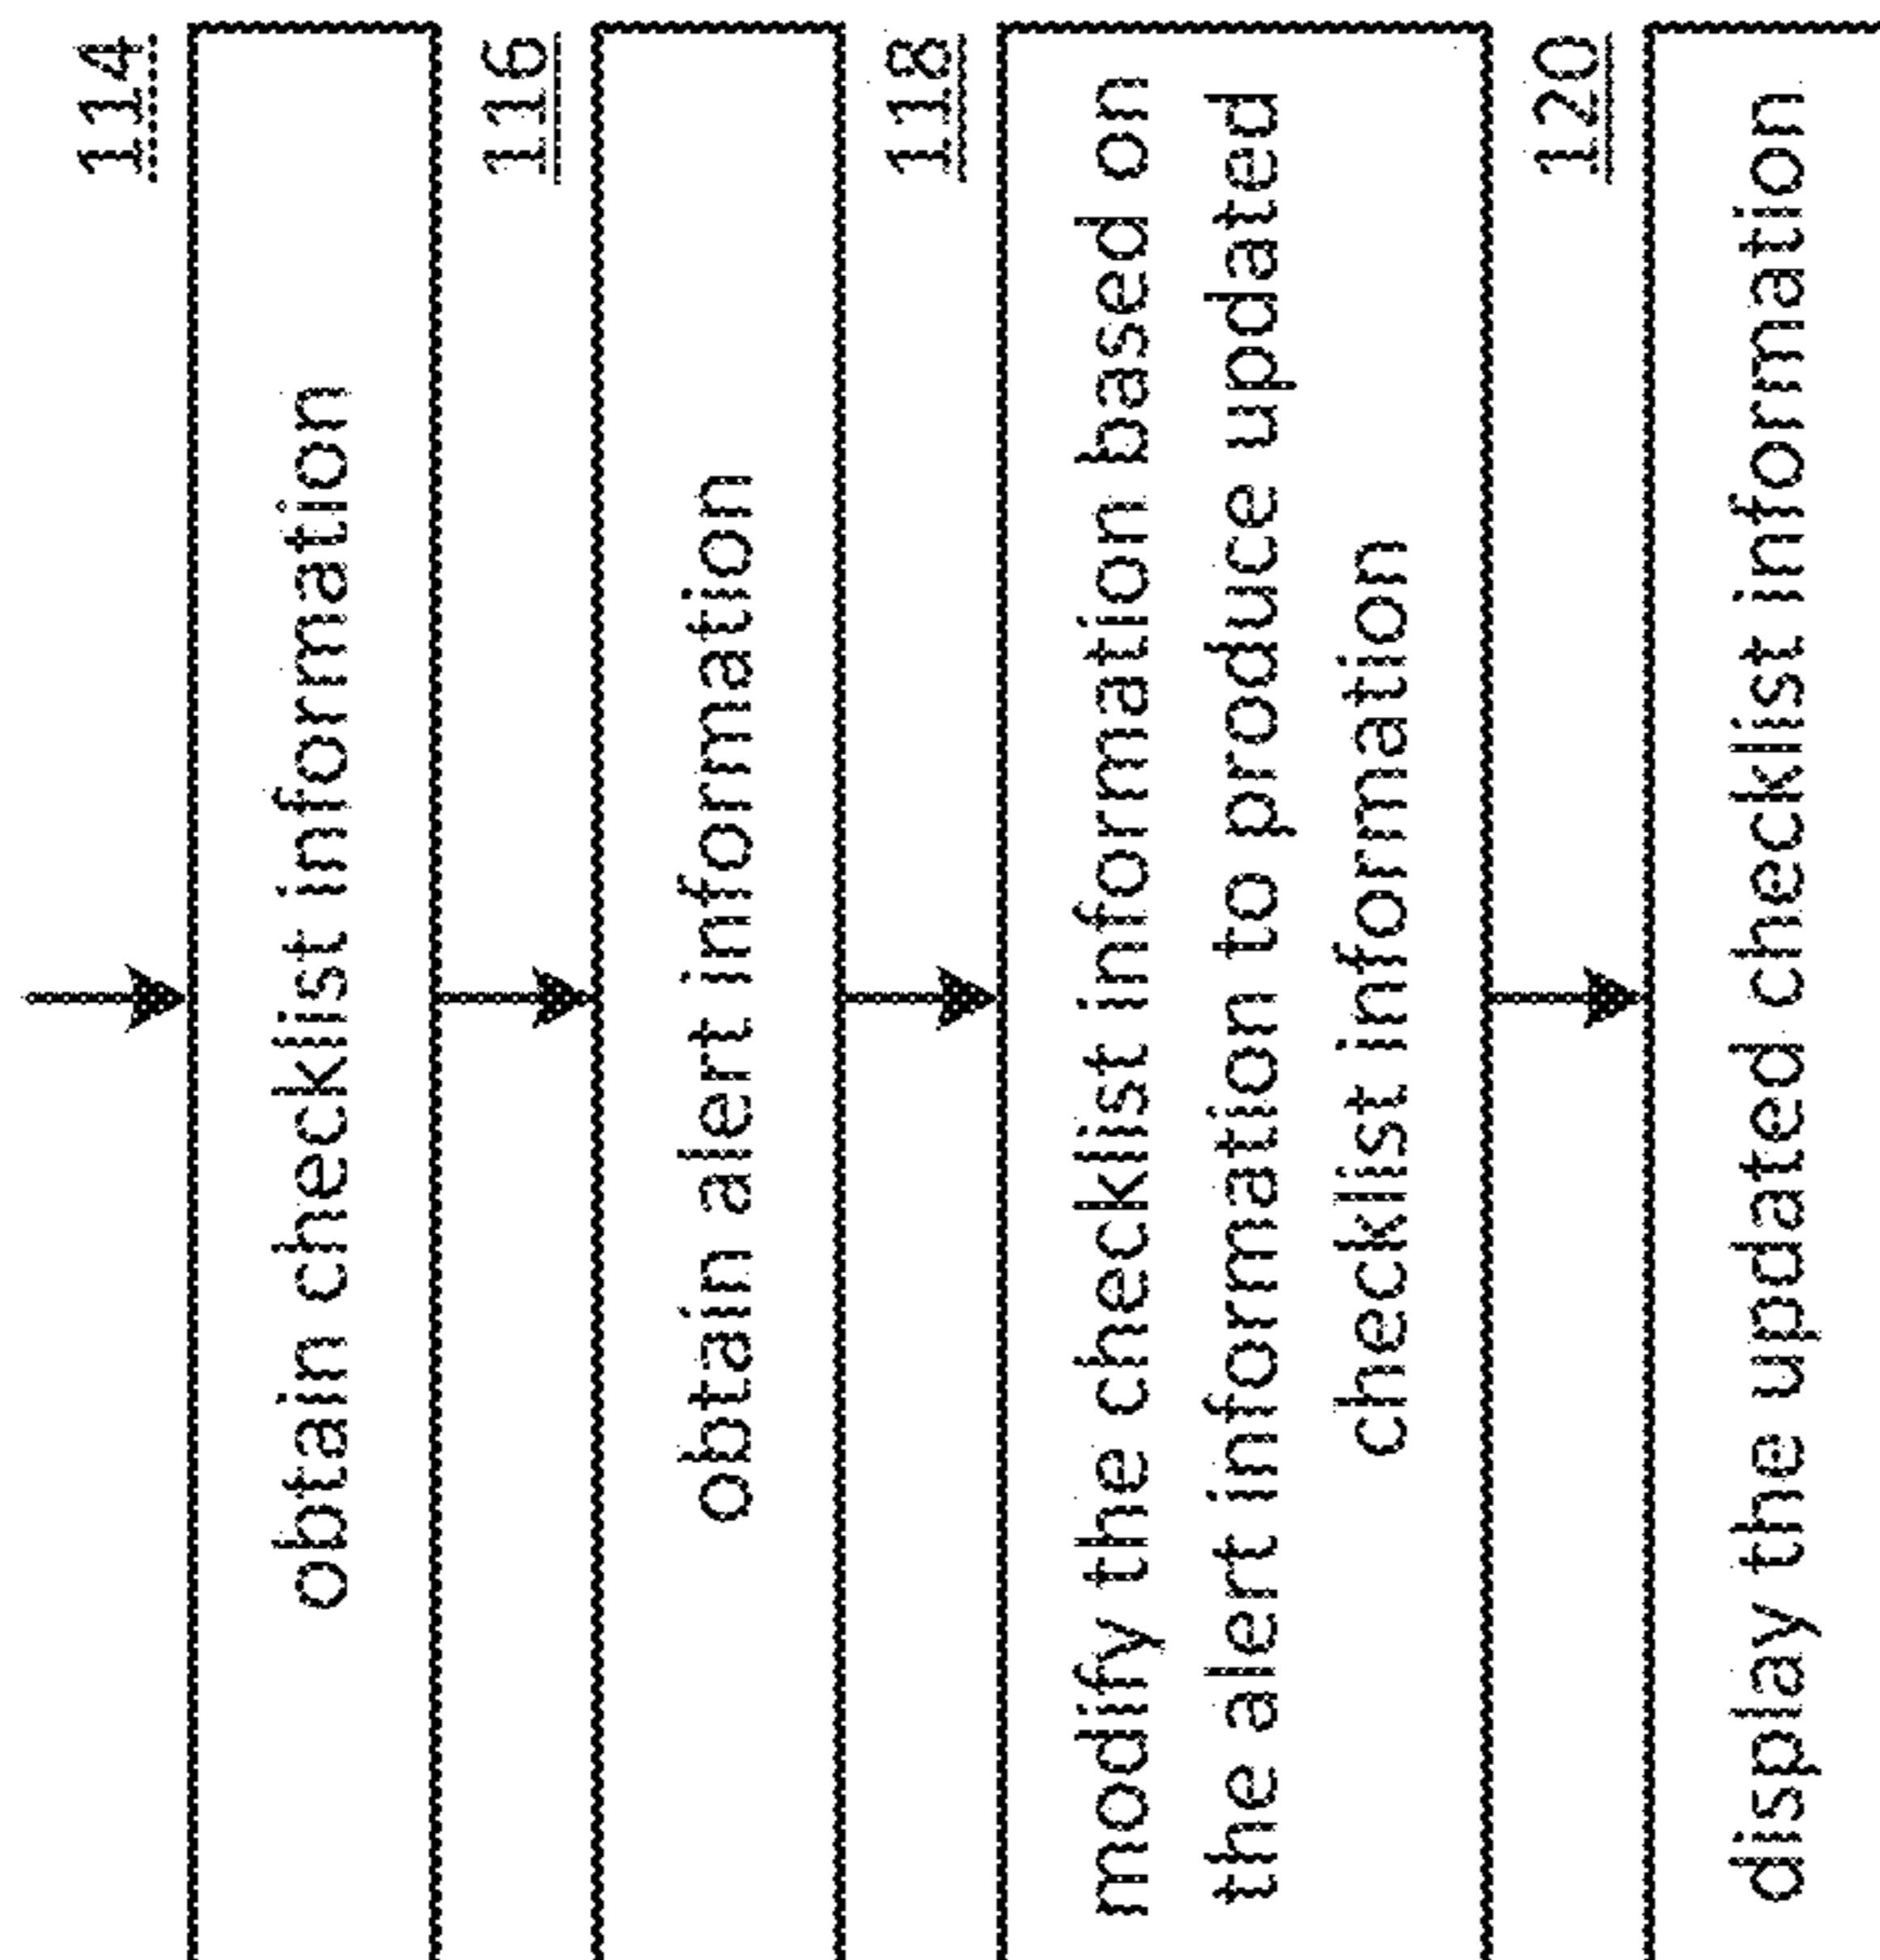 114
obtain checklist information
116
obtain alert information
118
modify the checklist information based on
the alert information to produce updated
checklist information
120
display the updated checklist information